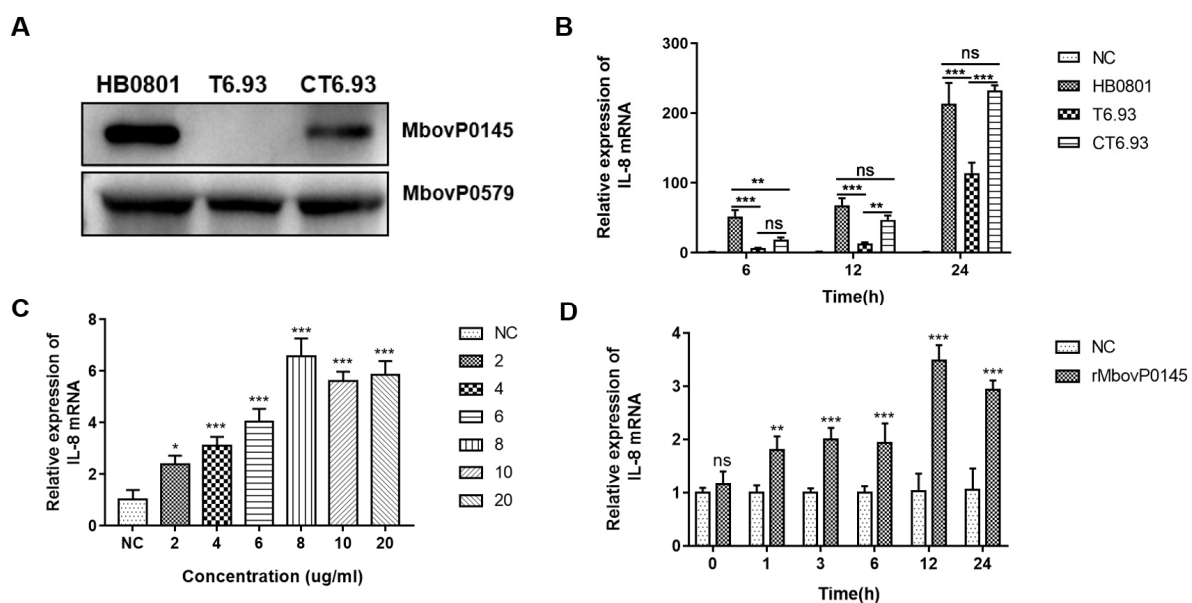 A
HB0801 T6.93 CT6.93
MbovP0145
MbovP0579
B
Relative expression of
IL-8 mRNA
300
200
100
0
** *** ns
ns *** **
ns *** ***
6 12 24
Time(h)
NC
HB0801
T6.93
CT6.93
C
Relative expression of
IL-8 mRNA
8
6
4
2
0
* *** *** *** *** ***
NC 2 4 6 8 10 20
Concentration (ug/ml)
NC
2
4
6
8
10
20
D
Relative expression of
IL-8 mRNA
4
3
2
1
0
ns ** *** *** *** ***
0 1 3 6 12 24
Time(h)
NC
rMbovP0145